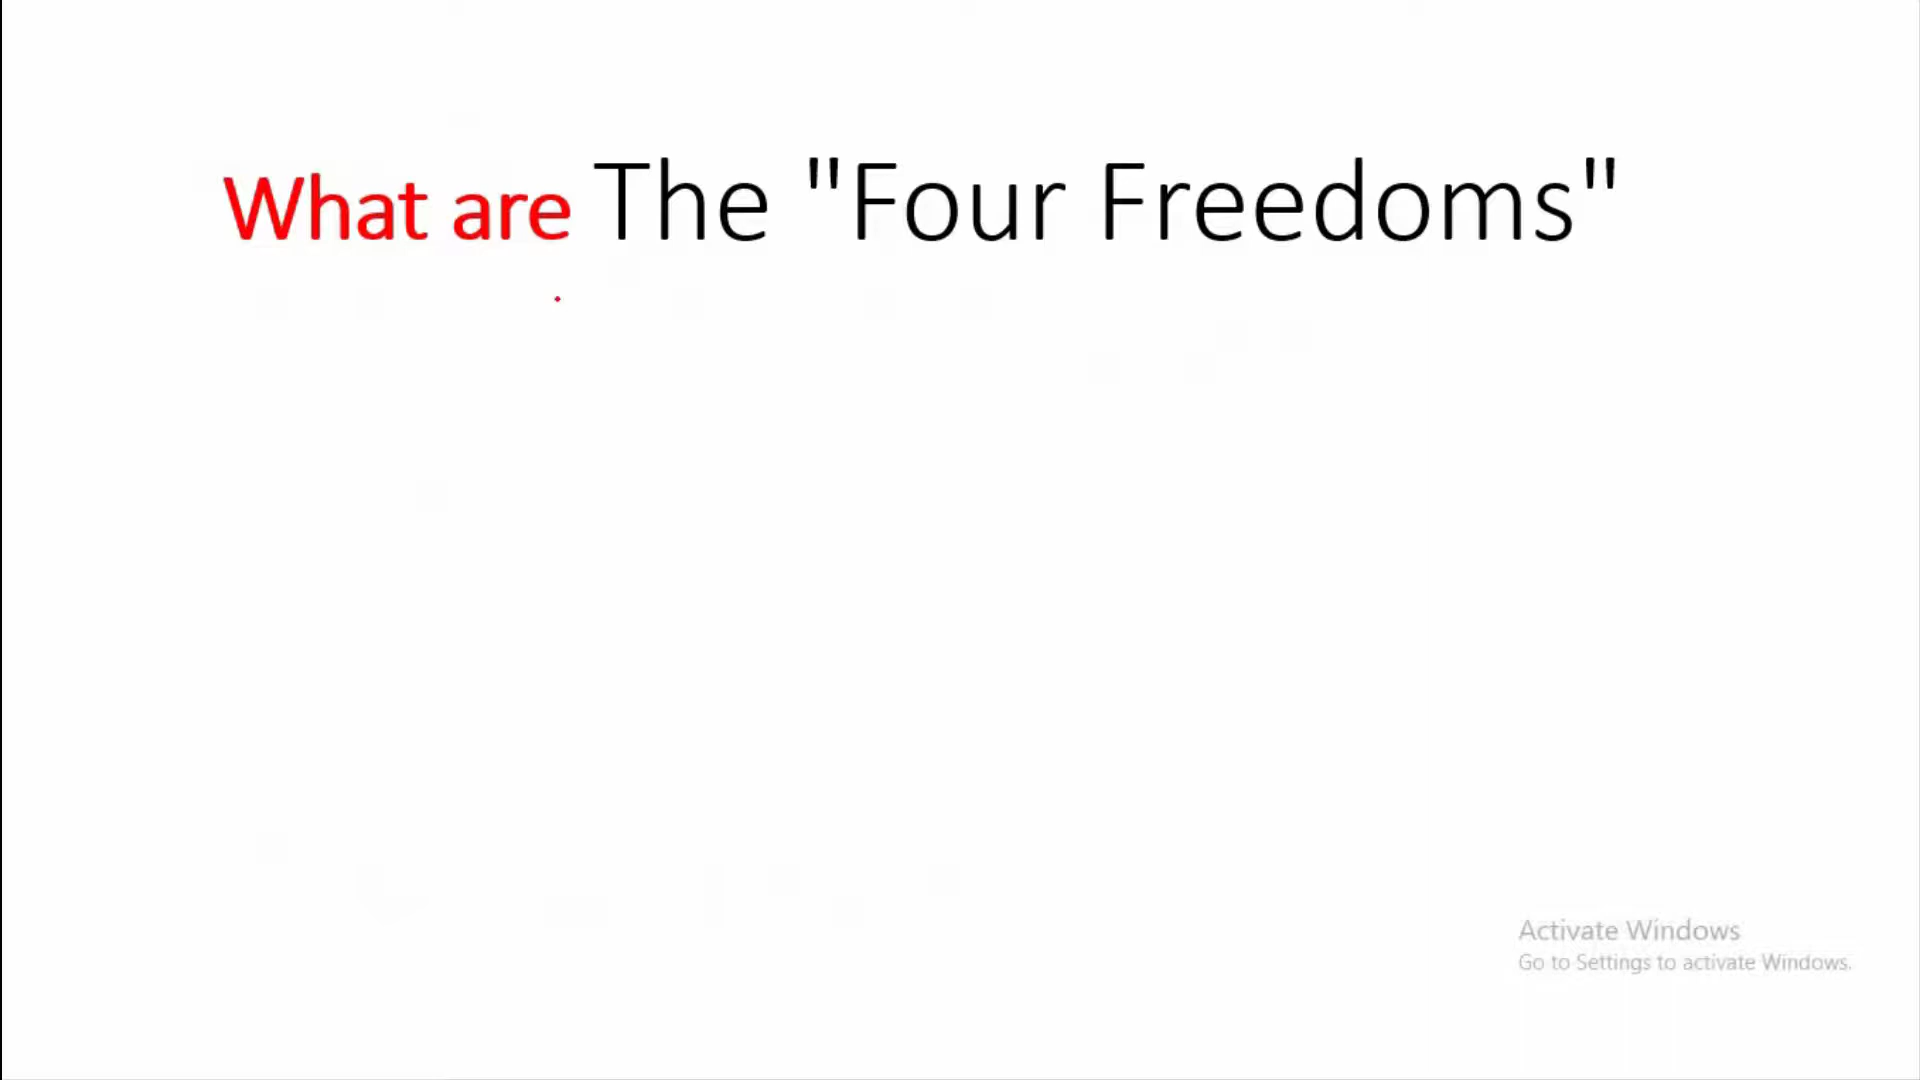 What are The "Four Freedoms"
Activate Windows
Go to Settings to activate Windows.